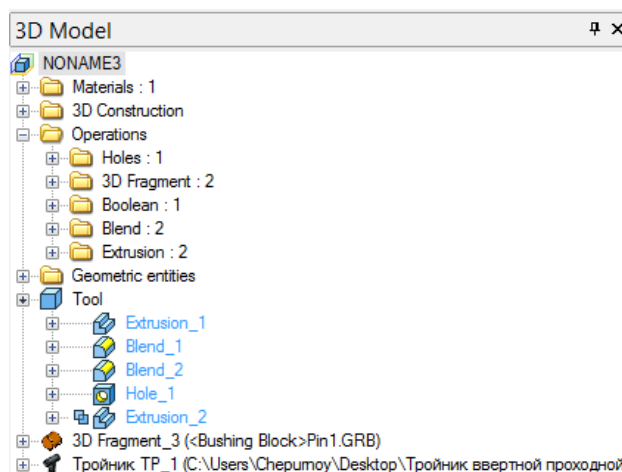 3D Model
NONAME3
Materials : 1
3D Construction
Operations
Holes : 1
3D Fragment : 2
Boolean : 1
Blend : 2
Extrusion : 2
Geometric entities
Tool
Extrusion_1
Blend_1
Blend_2
Hole_1
Extrusion_2
3D Fragment_3 (<Bushing Block>Pin1.GRB)
Тройник ТР_1 (C:\Users\Chepurnoy\Desktop\Тройник ввертной проходной